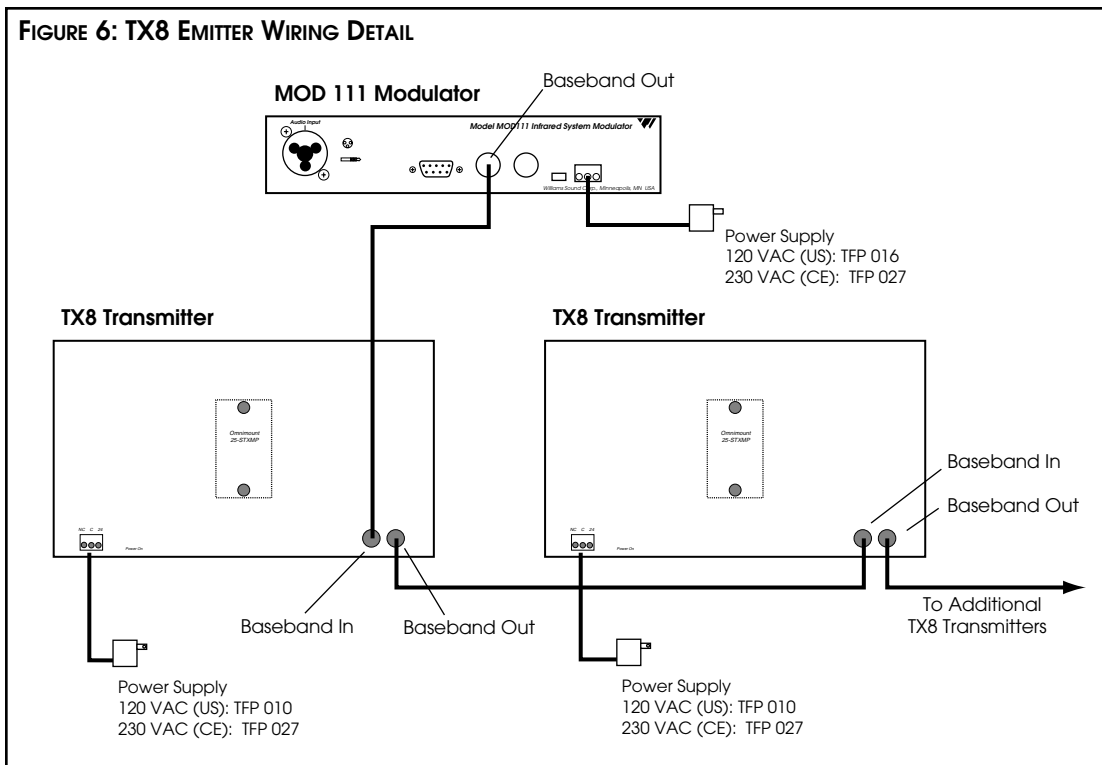 FIGURE 6: TX8 EMITTER WIRING DETAIL
Baseband Out
MOD 111 Modulator
Audio Input
Model MOD111 Infrared System Modulator
Williams Sound Corp., Minneapolis, MN. USA
Power Supply
120 VAC (US): TFP 016
230 VAC (CE): TFP 027
TX8 Transmitter
Omnimount
25-STXMP
NC C 24
Power On
Baseband In
Baseband Out
Power Supply
120 VAC (US): TFP 010
230 VAC (CE): TFP 027
TX8 Transmitter
Omnimount
25-STXMP
NC C 24
Power On
Baseband In
Baseband Out
To Additional
TX8 Transmitters
Power Supply
120 VAC (US): TFP 010
230 VAC (CE): TFP 027